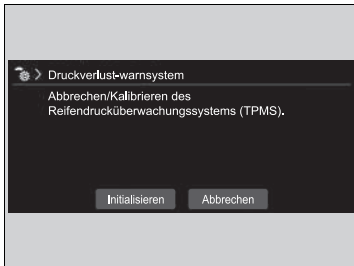 > Druckverlust-warnsystem
Abbrechen/Kalibrieren des
Reifendrucküberwachungssystems (TPMS).
Initialisieren Abbrechen